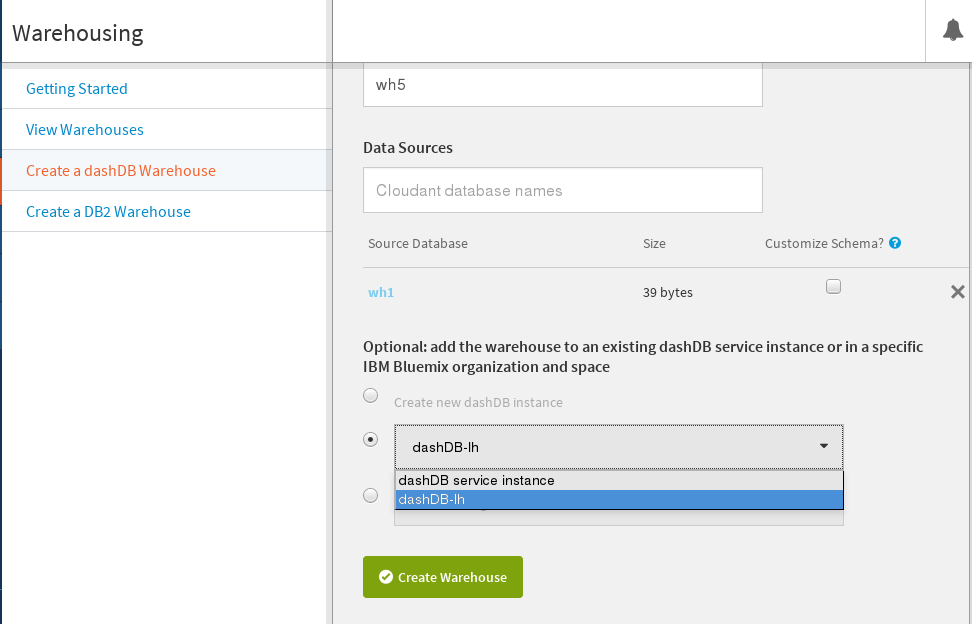 Warehousing
Getting Started
View Warehouses
Create a dashDB Warehouse
Create a DB2 Warehouse
wh5
Data Sources
Cloudant database names
Source Database Size Customize Schema? ?
wh1 39 bytes
Optional: add the warehouse to an existing dashDB service instance or in a specific
IBM Bluemix organization and space
Create new dashDB instance
dashDB-lh
dashDB service instance
dashDB-lh
Create Warehouse